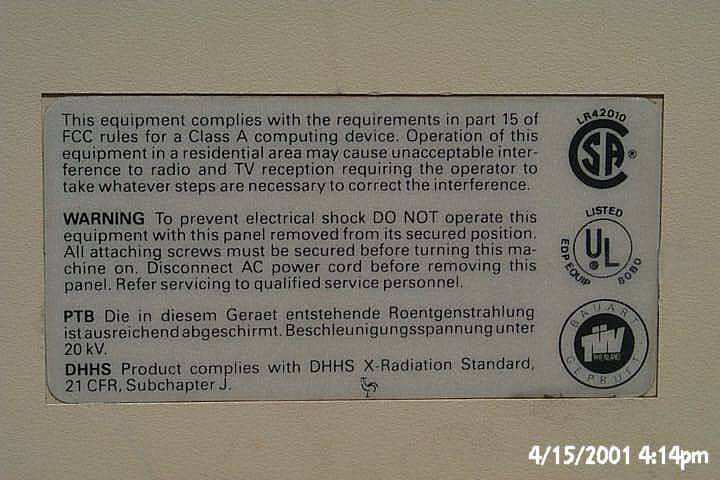 This equipment complies with the requirements in part 15 of
FCC rules for a Class A computing device. Operation of this
equipment in a residential area may cause unacceptable inter-
ference to radio and TV reception requiring the operator to
take whatever steps are necessary to correct the interference.
WARNING To prevent electrical shock DO NOT operate this
equipment with this panel removed from its secured position.
All attaching screws must be secured before turning this ma-
chine on. Disconnect AC power cord before removing this
panel. Refer servicing to qualified service personnel.
PTB Die in diesem Geraet entstehende Roentgenstrahlung
ist ausreichend abgeschirmt. Beschleunigungsspannung unter
20 kV.
DHHS Product complies with DHHS X-Radiation Standard,
21 CFR, Subchapter J.
LR42010
SA ®
LISTED
UL ®
EDP EQUIP 80B0
BAUART
TÜV
RHEINLAND
GEPRÜFT
4/15/2001 4:14pm